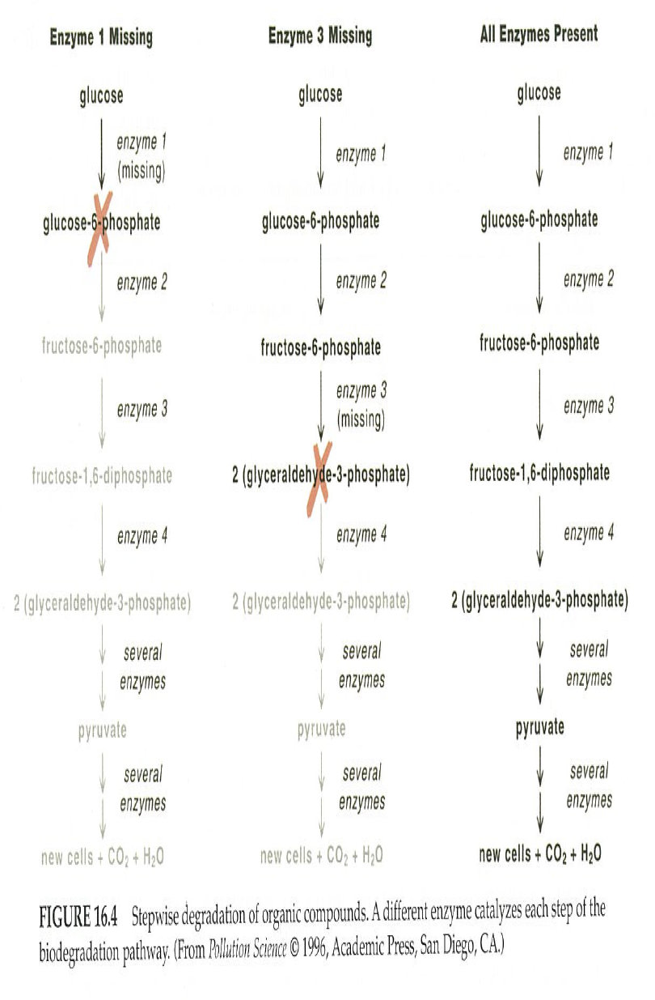 Enzyme 1 Missing
glucose
enzyme 1
(missing)
glucose-6-phosphate
enzyme 2
fructose-6-phosphate
enzyme 3
fructose-1,6-diphosphate
enzyme 4
2 (glyceraldehyde-3-phosphate)
several
enzymes
pyruvate
several
enzymes
new cells + CO₂ + H₂O
Enzyme 3 Missing
glucose
enzyme 1
glucose-6-phosphate
enzyme 2
fructose-6-phosphate
enzyme 3
(missing)
2 (glyceraldehyde-3-phosphate)
enzyme 4
2 (glyceraldehyde-3-phosphate)
several
enzymes
pyruvate
several
enzymes
new cells + CO₂ + H₂O
All Enzymes Present
glucose
enzyme 1
glucose-6-phosphate
enzyme 2
fructose-6-phosphate
enzyme 3
fructose-1,6-diphosphate
enzyme 4
2 (glyceraldehyde-3-phosphate)
several
enzymes
pyruvate
several
enzymes
new cells + CO₂ + H₂O
FIGURE 16.4 Stepwise degradation of organic compounds. A different enzyme catalyzes each step of the
biodegradation pathway. (From Pollution Science © 1996, Academic Press, San Diego, CA.)